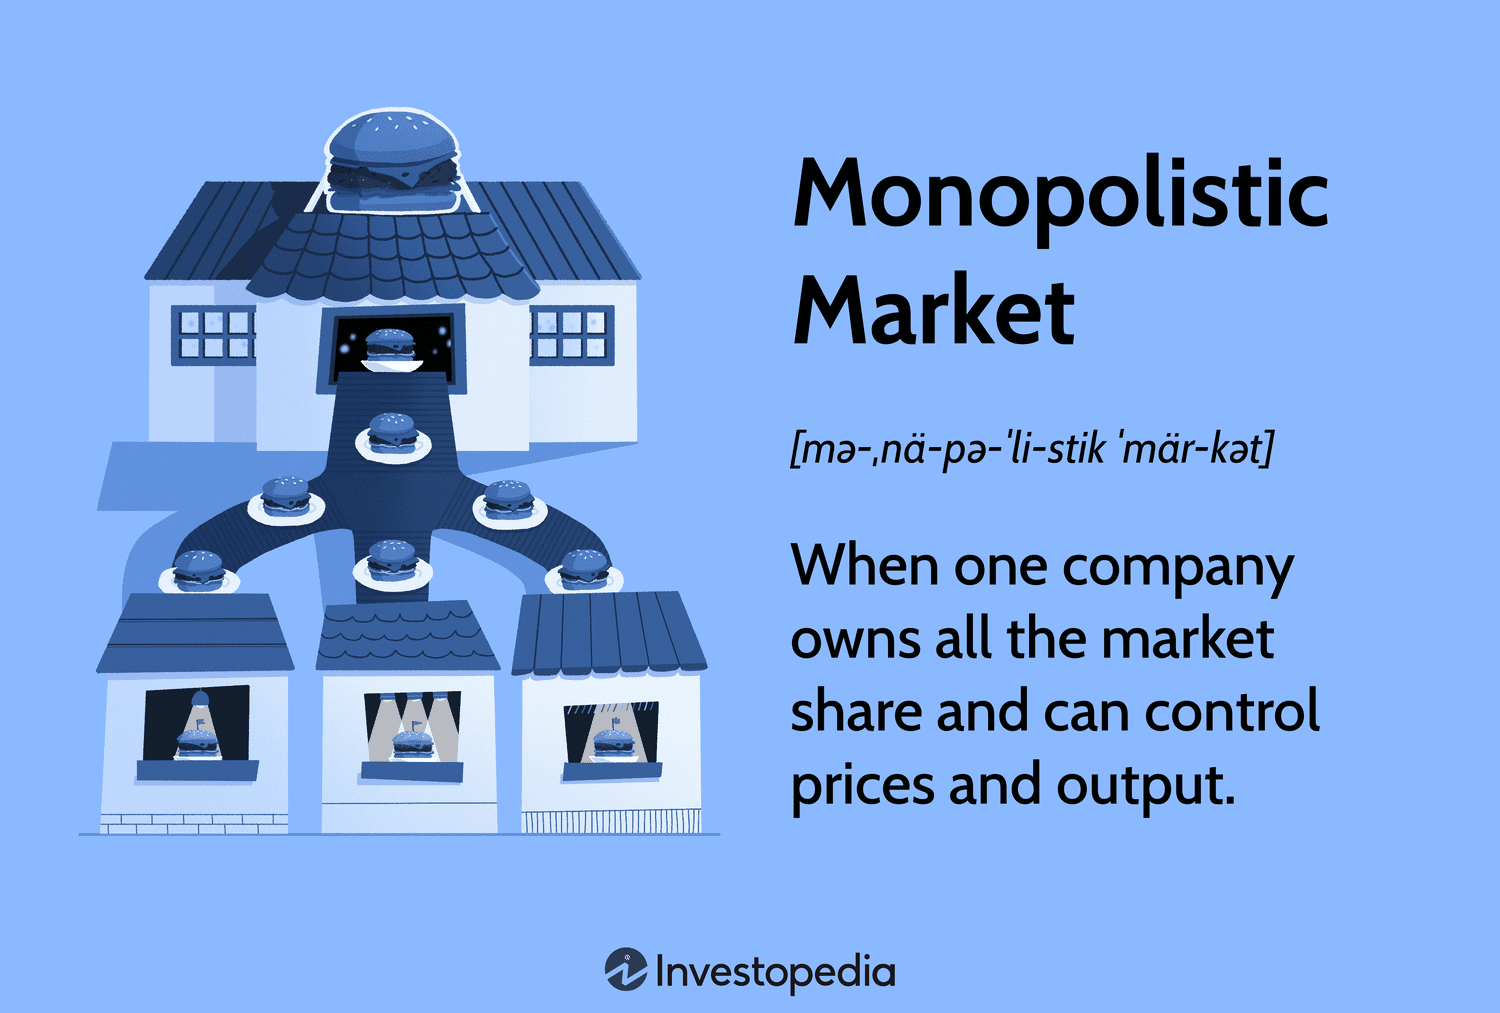 Monopolistic
Market
[mə-ˌnä-pə-ˈli-stik ˈmär-kət]
When one company
owns all the market
share and can control
prices and output.
Investopedia